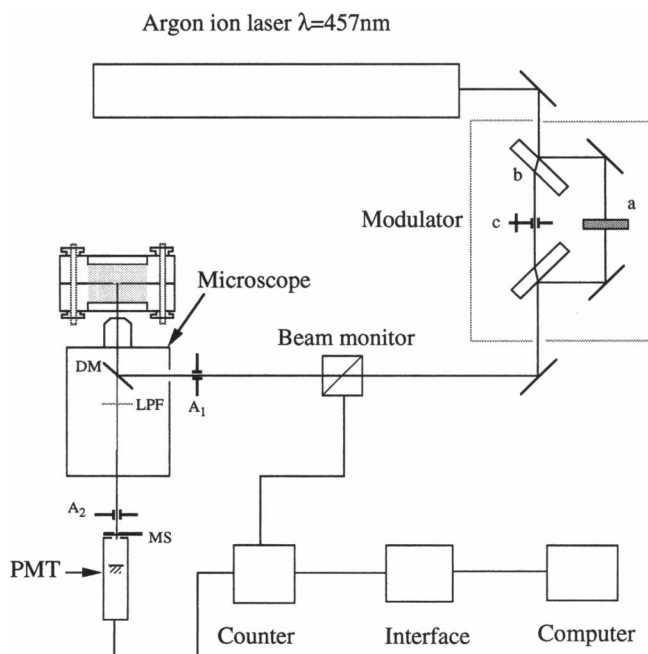 Argon ion laser λ=457nm
b
a
Modulator
c
Microscope
Beam monitor
DM
LPF
A1
A2
MS
PMT
Counter
Interface
Computer